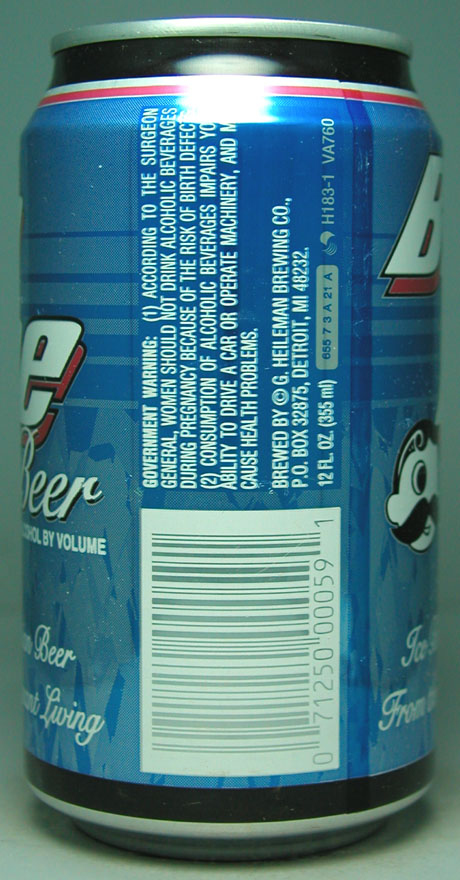 e
Beer
BY VOLUME
Beer
Living
GOVERNMENT WARNING: (1) ACCORDING TO THE SURGEON
GENERAL, WOMEN SHOULD NOT DRINK ALCOHOLIC BEVERAGES
DURING PREGNANCY BECAUSE OF THE RISK OF BIRTH DEFEC
(2) CONSUMPTION OF ALCOHOLIC BEVERAGES IMPAIRS YO
ABILITY TO DRIVE A CAR OR OPERATE MACHINERY, AND M
CAUSE HEALTH PROBLEMS.
BREWED BY © G. HEILEMAN BREWING CO.,
P.O. BOX 32875, DETROIT, MI 48232.
12 FL. OZ. (355 ml) 655 7 3 A 21 A H183-1 VA760
0 71250 00059 1
B
Ice
From